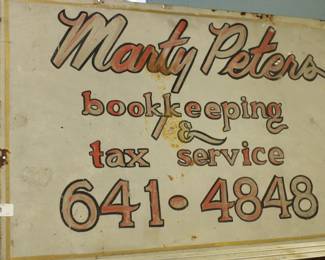 Marty Peters
bookkeeping
&
tax service
641-4848